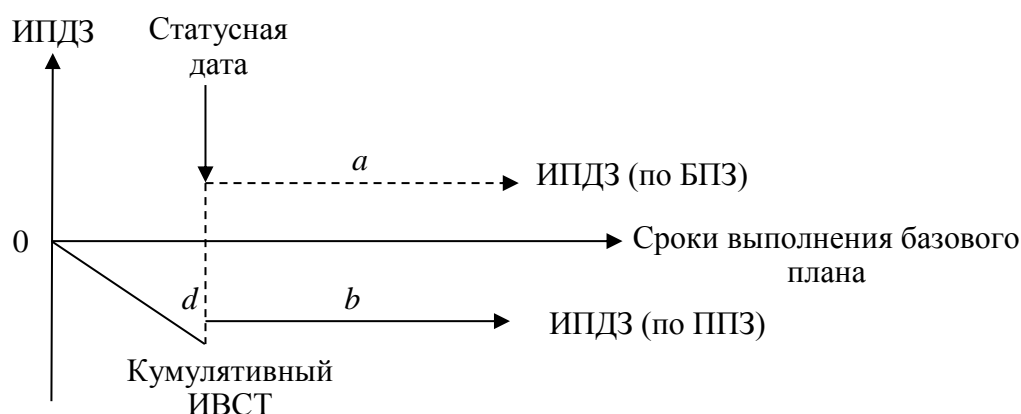 ИПДЗ
Статусная
дата
a
ИПДЗ (по БПЗ)
0
Сроки выполнения базового
плана
d
b
ИПДЗ (по ППЗ)
Кумулятивный
ИВСТ